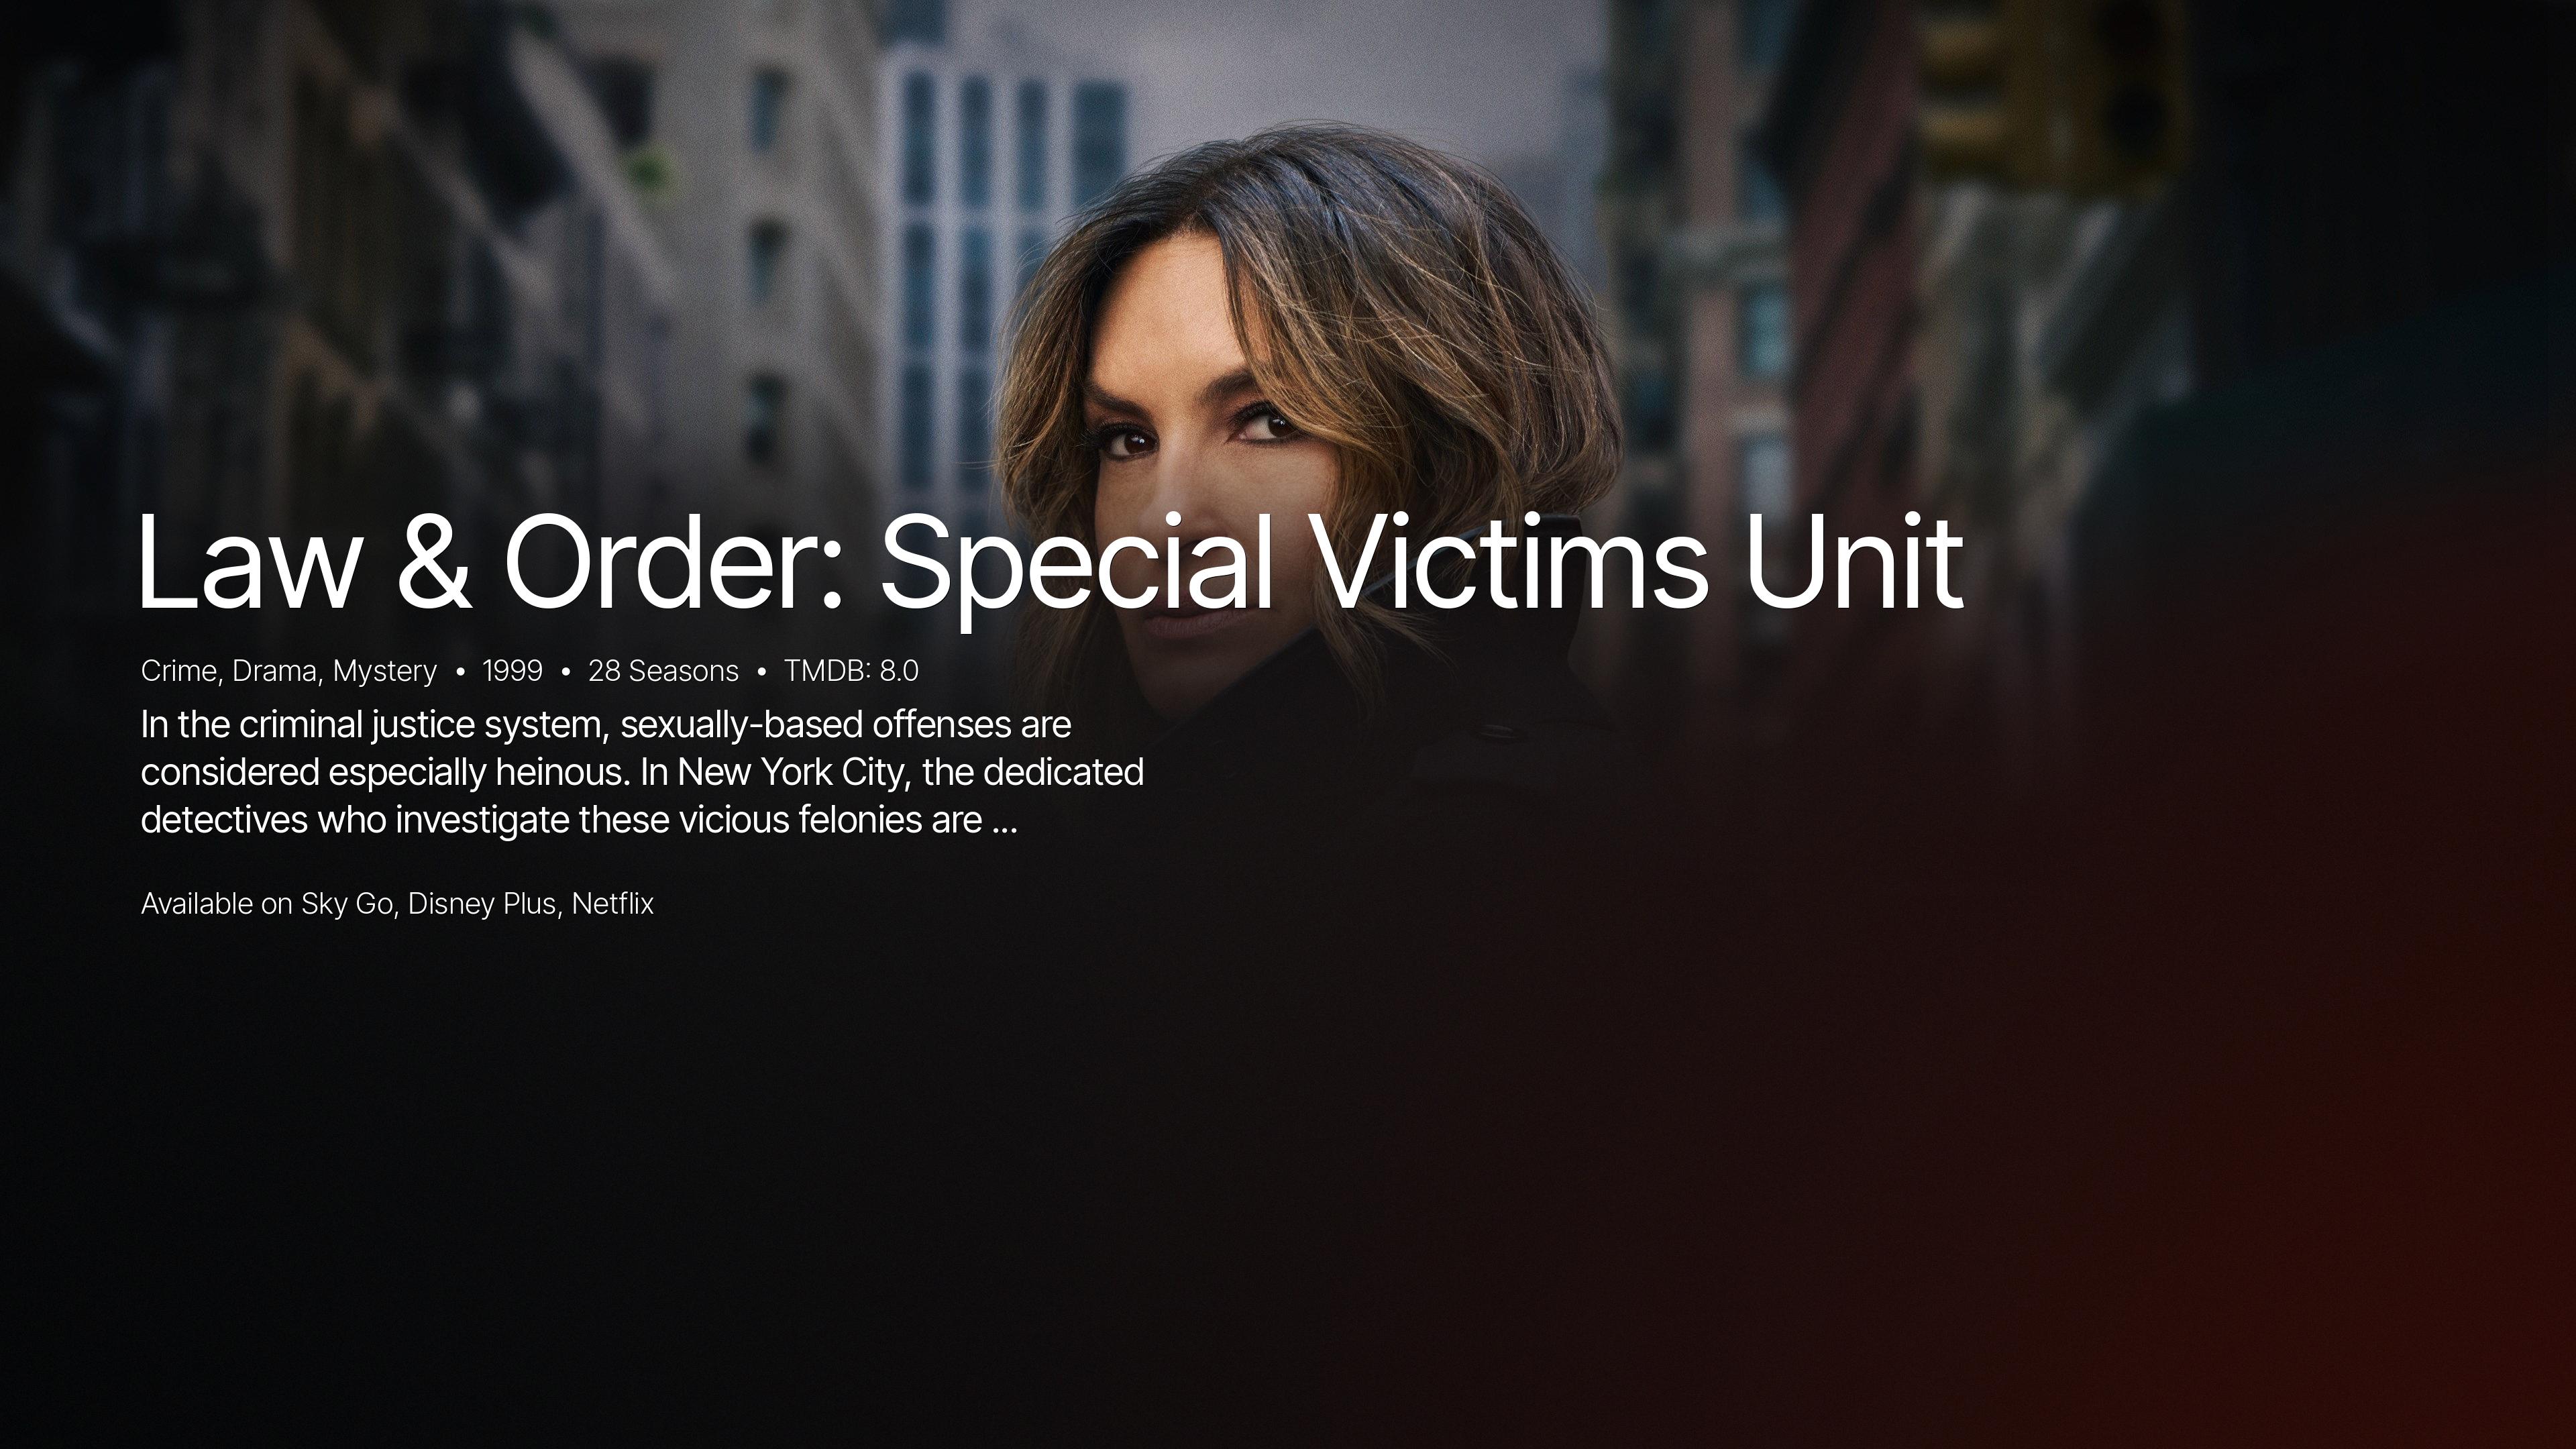 Law & Order: Special Victims Unit
Crime, Drama, Mystery • 1999 • 28 Seasons • TMDB: 8.0
In the criminal justice system, sexually-based offenses are
considered especially heinous. In New York City, the dedicated
detectives who investigate these vicious felonies are ...
Available on Sky Go, Disney Plus, Netflix